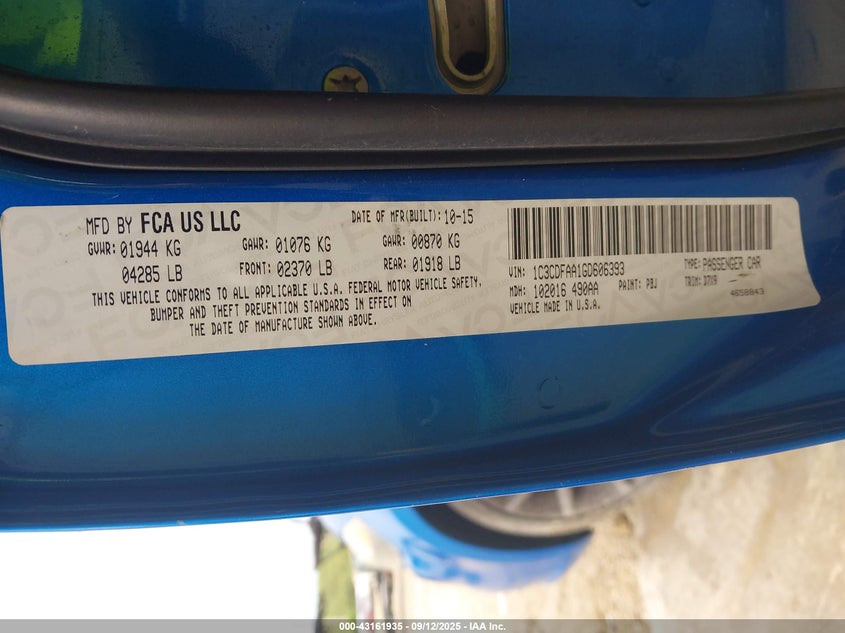 MFD BY FCA US LLC DATE OF MFR(BUILT): 10-15
GVWR: 01944 KG GAWR: 01076 KG GAWR: 00870 KG
04285 LB FRONT: 02370 LB REAR: 01918 LB
THIS VEHICLE CONFORMS TO ALL APPLICABLE U.S.A. FEDERAL MOTOR VEHICLE SAFETY,
BUMPER AND THEFT PREVENTION STANDARDS IN EFFECT ON
THE DATE OF MANUFACTURE SHOWN ABOVE.
VIN: 1C3CDFAA1GD606393 TYPE: PASSENGER CAR
MDH: 102016 490AA PAINT: PBJ TRIM: D7X9
VEHICLE MADE IN U.S.A. 4658843
000-43161935 - 09/12/2025 - IAA Inc.